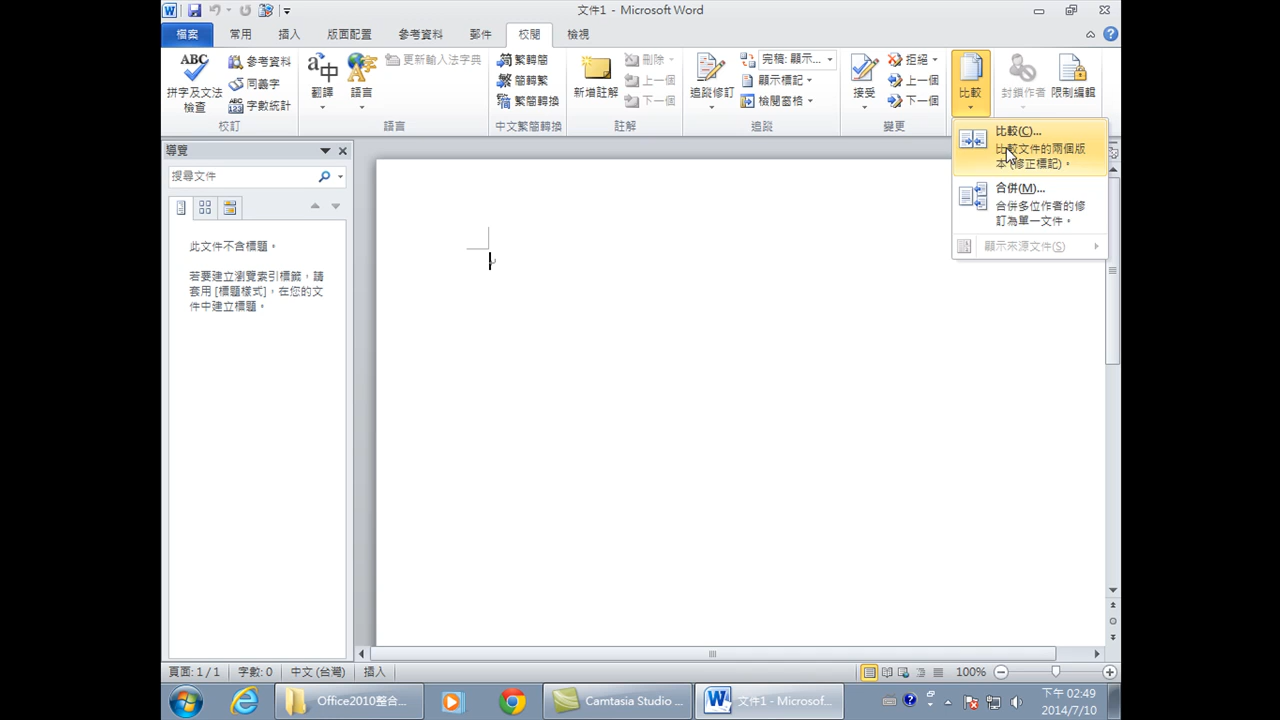 文件1 - Microsoft Word
檔案 常用 插入 版面配置 參考資料 郵件 校閱 檢視
ABC
拼字及文法檢查
參考資料
同義字
字數統計
校訂
翻譯
語言
更新輸入法字典
語言
繁轉簡
簡轉繁
繁簡轉換
中文繁簡轉換
新增註解
刪除
上一個
下一個
註解
追蹤修訂
完稿: 顯示...
顯示標記
檢閱窗格
追蹤
接受
拒絕
上一個
下一個
變更
比較
封鎖作者
限制編輯
比較(C)...
比較文件的兩個版
本 (修正標記)。
合併(M)...
合併多位作者的修
訂為單一文件。
顯示來源文件(S)
導覽
搜尋文件
此文件不含標題。
若要建立瀏覽索引標籤，請
套用 [標題樣式]，在您的文
件中建立標題。
頁面: 1 / 1 字數: 0 中文 (台灣) 插入 100%
Office2010整合... Camtasia Studio ... 文件1 - Microsof...
下午 02:49
2014/7/10